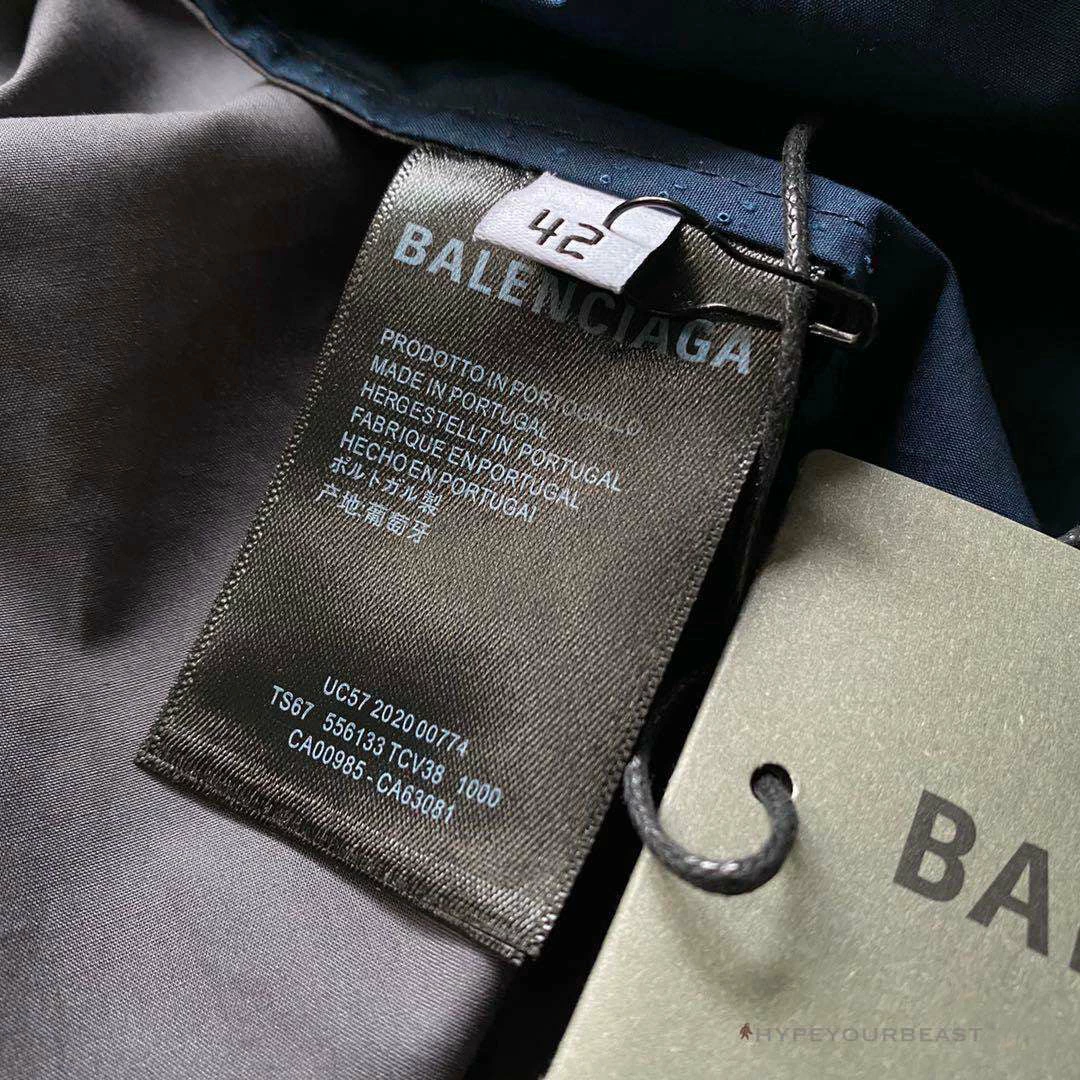 42
BALENCIAGA
PRODOTTO IN PORTOGALLO
MADE IN PORTUGAL
HERGESTELLT IN PORTUGAL
FABRIQUE EN PORTUGAL
HECHO EN PORTUGAL
ポルトガル製
产地:葡萄牙
UC57 2020 00774
TS67 556133 TCV38 1000
CA00985 - CA63081
BA
HYPEYOURBEAST